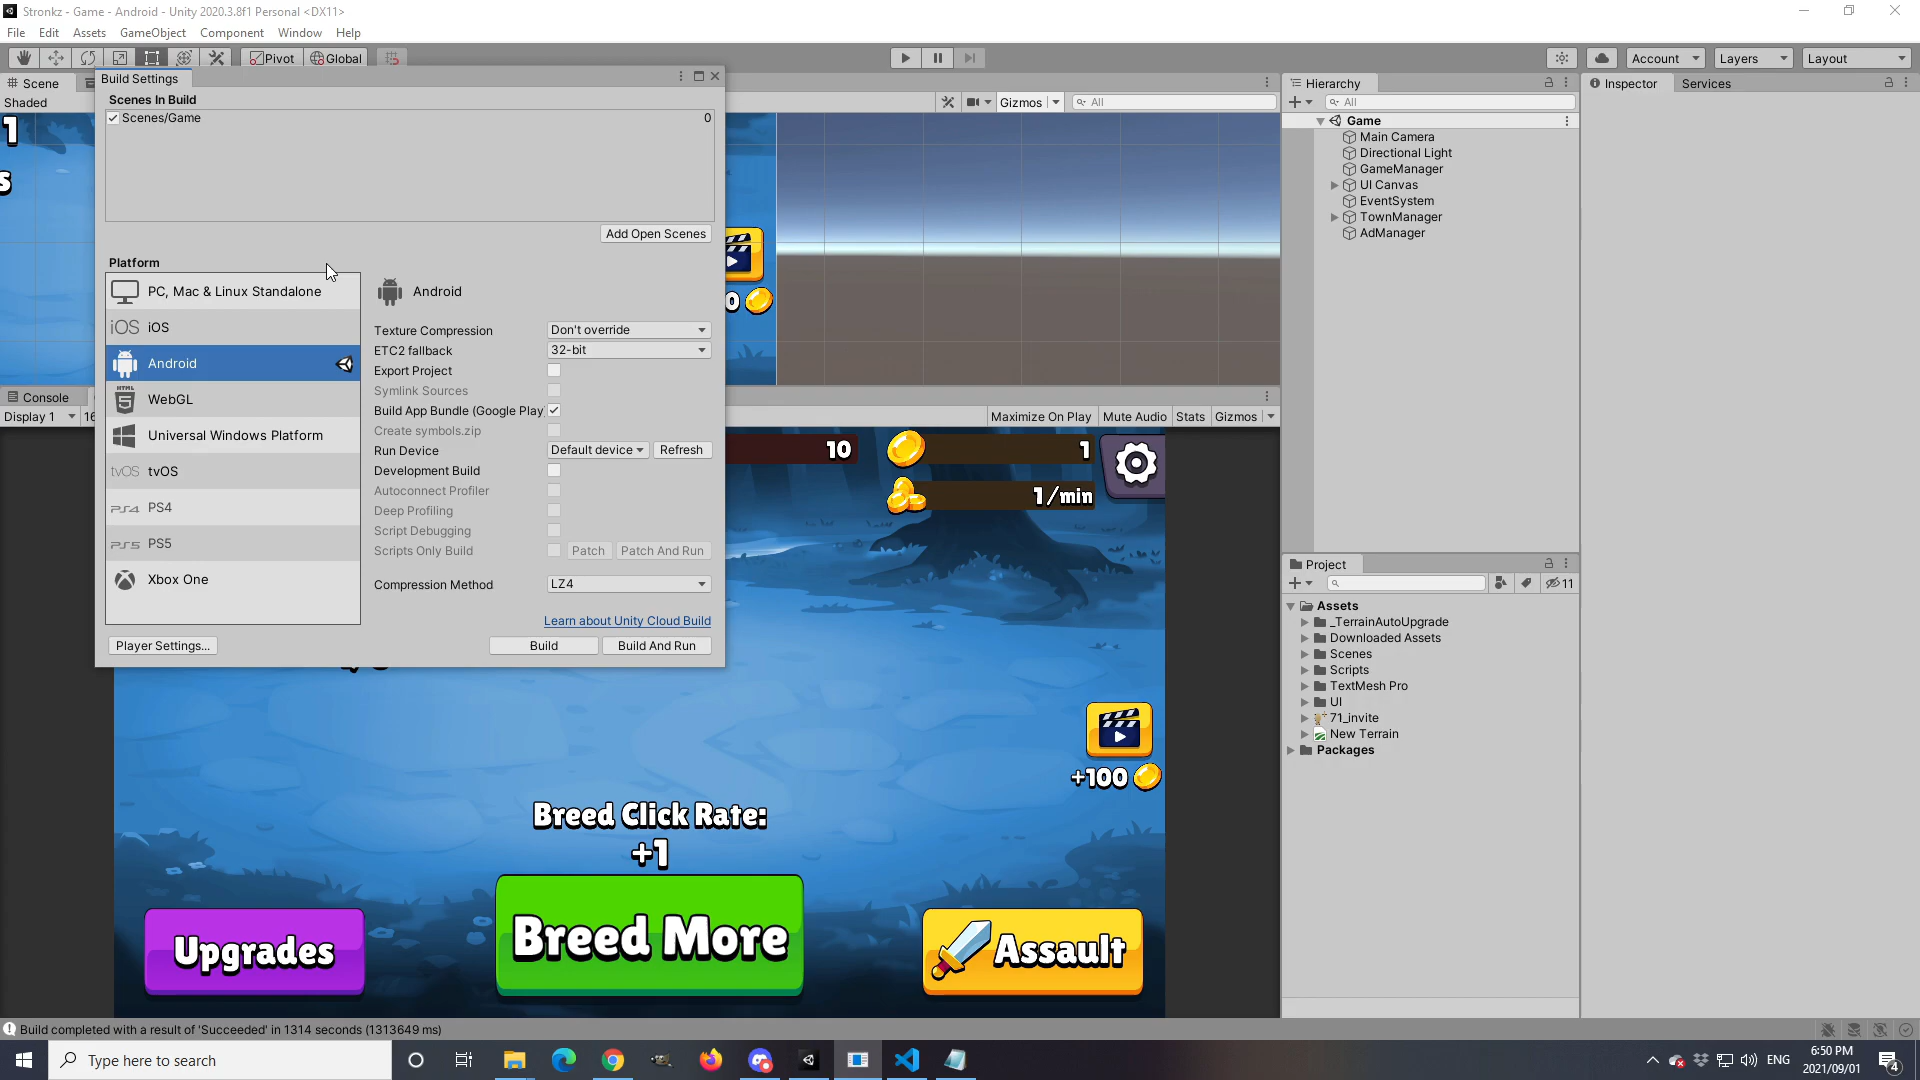 Stronkz - Game - Android - Unity 2020.3.8f1 Personal <DX11>
File Edit Assets GameObject Component Window Help
Pivot Global Account Layers Layout
Scene
Build Settings
Hierarchy
Inspector Services
Shaded
Gizmos All
All
Scenes In Build
Scenes/Game 0
Add Open Scenes
Platform
PC, Mac & Linux Standalone
iOS iOS
Android
HTML WebGL
Universal Windows Platform
tvOS tvOS
PS4 PS4
PS5 PS5
Xbox One
Android
Texture Compression Don't override
ETC2 fallback 32-bit
Export Project
Symlink Sources
Build App Bundle (Google Play
Create symbols.zip
Run Device Default device Refresh
Development Build
Autoconnect Profiler
Deep Profiling
Script Debugging
Scripts Only Build Patch Patch And Run
Compression Method LZ4
Learn about Unity Cloud Build
Player Settings... Build Build And Run
1
s
0
Game
Main Camera
Directional Light
GameManager
UI Canvas
EventSystem
TownManager
AdManager
Console
Display 1 16
Maximize On Play Mute Audio Stats Gizmos
10 1
1/min
+100
Breed Click Rate:
+1
Upgrades
Breed More
Assault
Project
11
Assets
_TerrainAutoUpgrade
Downloaded Assets
Scenes
Scripts
TextMesh Pro
UI
71_invite
New Terrain
Packages
Build completed with a result of 'Succeeded' in 1314 seconds (1313649 ms)
Type here to search
ENG
6:50 PM
2021/09/01
4